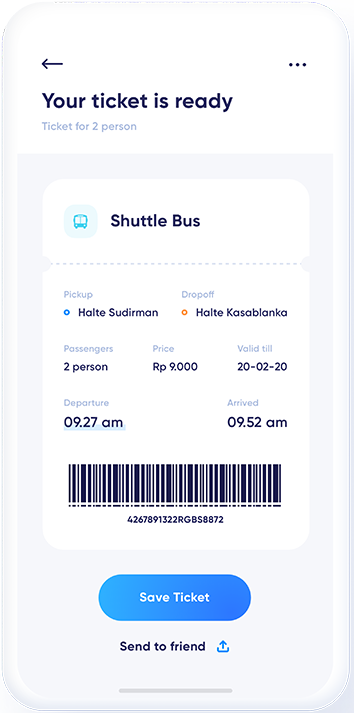 Your ticket is ready
Ticket for 2 person
Shuttle Bus
Pickup Dropoff
Halte Sudirman Halte Kasablanka
Passengers Price Valid till
2 person Rp 9.000 20-02-20
Departure Arrived
09.27 am 09.52 am
4267891322RGBS8872
Save Ticket
Send to friend